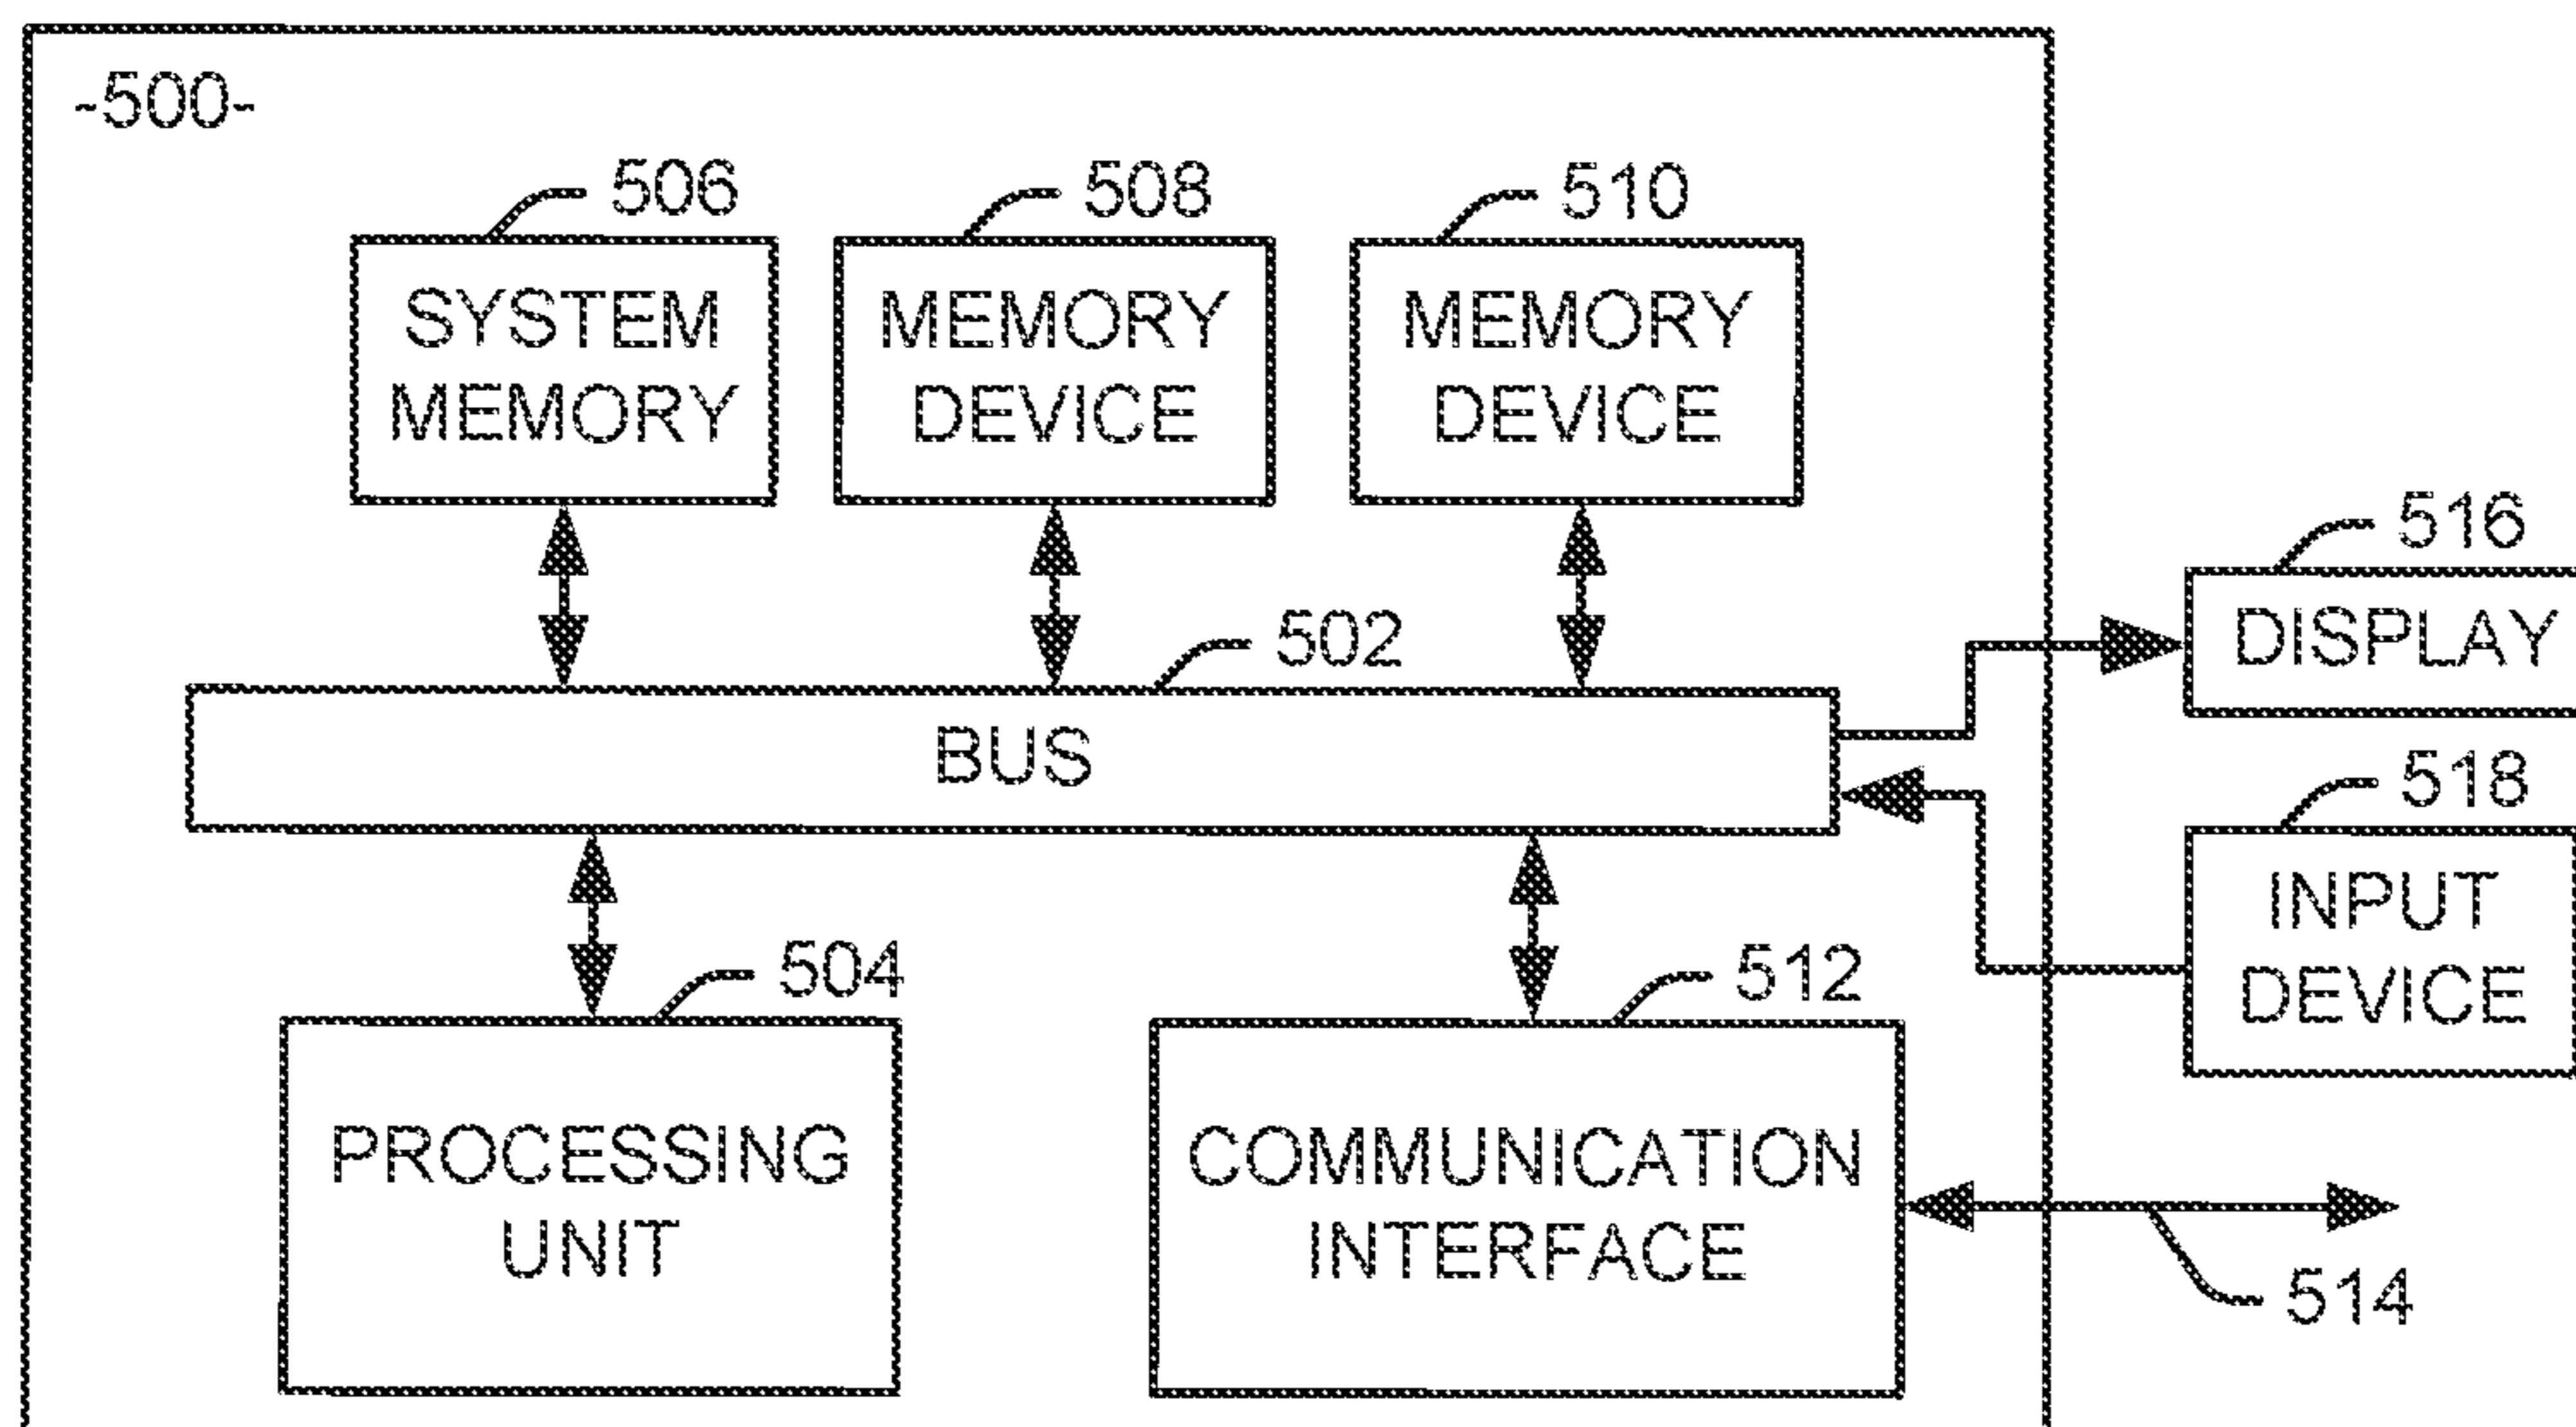 -500-
506
508
510
SYSTEM
MEMORY
MEMORY
DEVICE
MEMORY
DEVICE
516
DISPLAY
502
BUS
518
INPUT
DEVICE
504
512
PROCESSING
UNIT
COMMUNICATION
INTERFACE
514